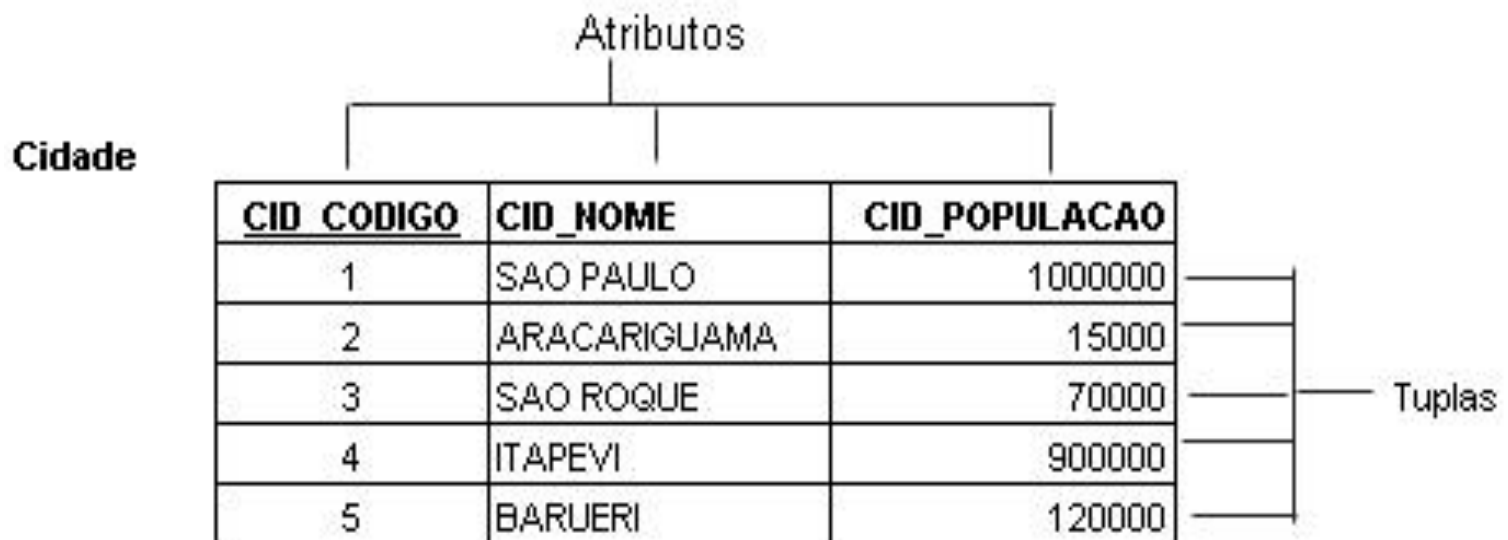 Atributos
Cidade
CID_CODIGO CID_NOME CID_POPULACAO
1 SAO PAULO 1000000
2 ARACARIGUAMA 15000
3 SAO ROQUE 70000 Tuplas
4 ITAPEVI 900000
5 BARUERI 120000